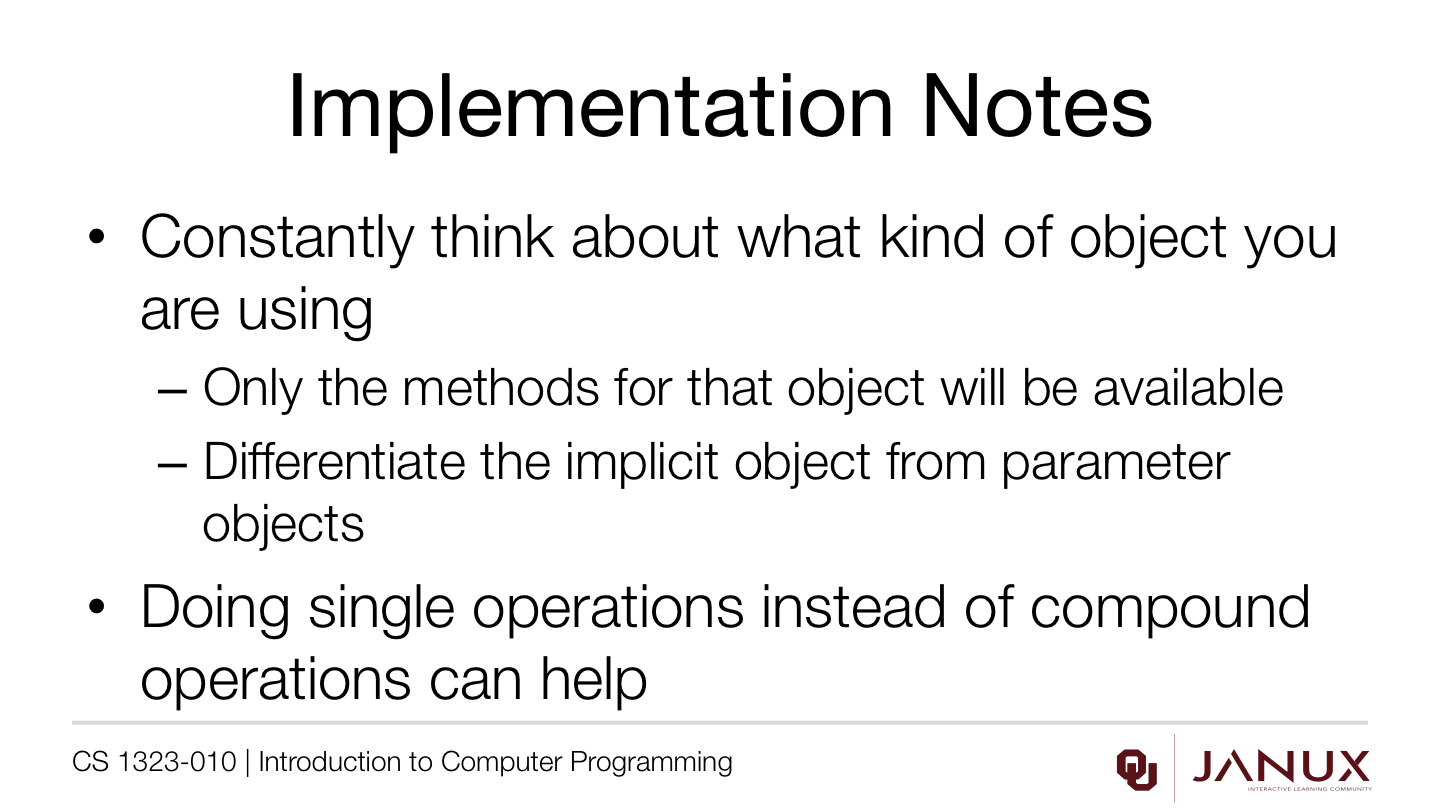 Implementation Notes
• Constantly think about what kind of object you
are using
– Only the methods for that object will be available
– Differentiate the implicit object from parameter
objects
• Doing single operations instead of compound
operations can help
CS 1323-010 | Introduction to Computer Programming
OU
JANUX
INTERACTIVE LEARNING COMMUNITY